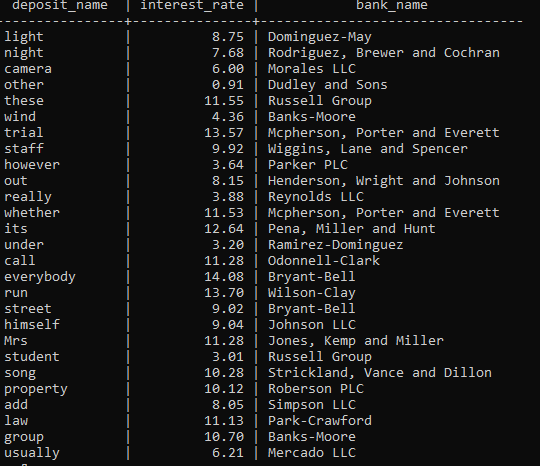 deposit_name | interest_rate | bank_name
---------------+---------------+---------------------------------
light | 8.75 | Dominguez-May
night | 7.68 | Rodriguez, Brewer and Cochran
camera | 6.00 | Morales LLC
other | 0.91 | Dudley and Sons
these | 11.55 | Russell Group
wind | 4.36 | Banks-Moore
trial | 13.57 | Mcpherson, Porter and Everett
staff | 9.92 | Wiggins, Lane and Spencer
however | 3.64 | Parker PLC
out | 8.15 | Henderson, Wright and Johnson
really | 3.88 | Reynolds LLC
whether | 11.53 | Mcpherson, Porter and Everett
its | 12.64 | Pena, Miller and Hunt
under | 3.20 | Ramirez-Dominguez
call | 11.28 | Odonnell-Clark
everybody | 14.08 | Bryant-Bell
run | 13.70 | Wilson-Clay
street | 9.02 | Bryant-Bell
himself | 9.04 | Johnson LLC
Mrs | 11.28 | Jones, Kemp and Miller
student | 3.01 | Russell Group
song | 10.28 | Strickland, Vance and Dillon
property | 10.12 | Roberson PLC
add | 8.05 | Simpson LLC
law | 11.13 | Park-Crawford
group | 10.70 | Banks-Moore
usually | 6.21 | Mercado LLC